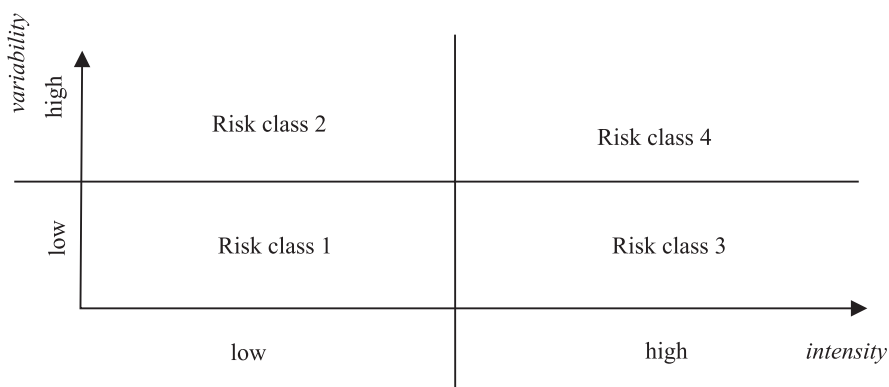 variability
high
Risk class 2
Risk class 4
low
Risk class 1
Risk class 3
low
high
intensity